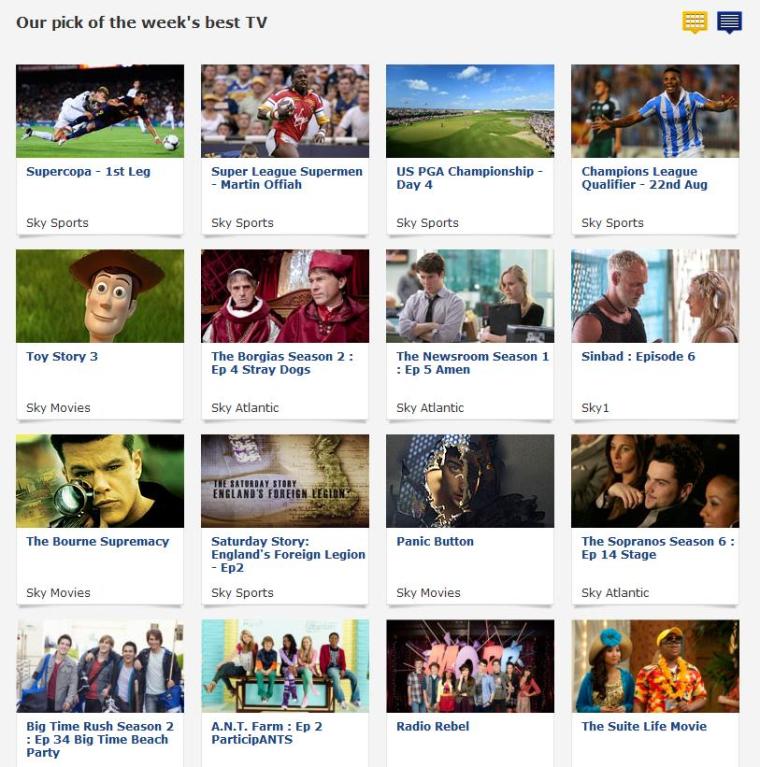 Our pick of the week's best TV
Supercopa - 1st Leg
Sky Sports
Super League Supermen
- Martin Offiah
Sky Sports
US PGA Championship -
Day 4
Sky Sports
Champions League
Qualifier - 22nd Aug
Sky Sports
Toy Story 3
Sky Movies
The Borgias Season 2 :
Ep 4 Stray Dogs
Sky Atlantic
The Newsroom Season 1
: Ep 5 Amen
Sky Atlantic
Sinbad : Episode 6
Sky1
The Bourne Supremacy
Sky Movies
THE SATURDAY STORY
ENGLAND'S FOREIGN LEGION
Saturday Story:
England's Foreign Legion
- Ep2
Sky Sports
Panic Button
Sky Movies
The Sopranos Season 6 :
Ep 14 Stage
Sky Atlantic
Big Time Rush Season 2
: Ep 34 Big Time Beach
Party
A.N.T. Farm : Ep 2
ParticipANTS
Radio Rebel
The Suite Life Movie